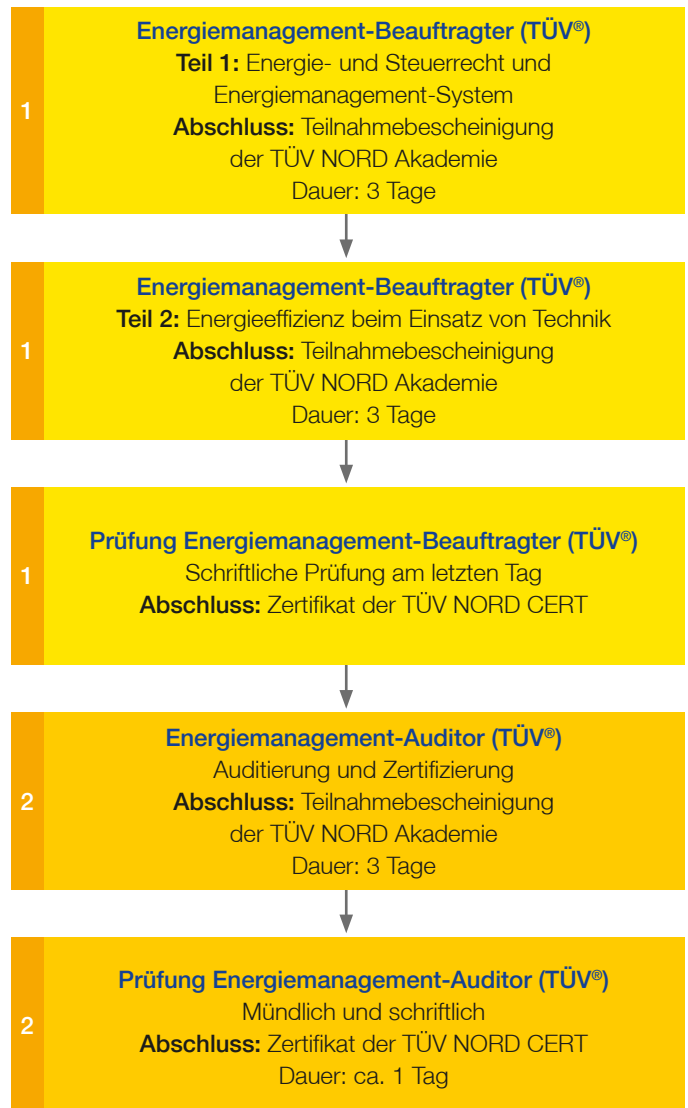 1
Energiemanagement-Beauftragter (TÜV®)
Teil 1: Energie- und Steuerrecht und
Energiemanagement-System
Abschluss: Teilnahmebescheinigung
der TÜV NORD Akademie
Dauer: 3 Tage
1
Energiemanagement-Beauftragter (TÜV®)
Teil 2: Energieeffizienz beim Einsatz von Technik
Abschluss: Teilnahmebescheinigung
der TÜV NORD Akademie
Dauer: 3 Tage
1
Prüfung Energiemanagement-Beauftragter (TÜV®)
Schriftliche Prüfung am letzten Tag
Abschluss: Zertifikat der TÜV NORD CERT
2
Energiemanagement-Auditor (TÜV®)
Auditierung und Zertifizierung
Abschluss: Teilnahmebescheinigung
der TÜV NORD Akademie
Dauer: 3 Tage
2
Prüfung Energiemanagement-Auditor (TÜV®)
Mündlich und schriftlich
Abschluss: Zertifikat der TÜV NORD CERT
Dauer: ca. 1 Tag